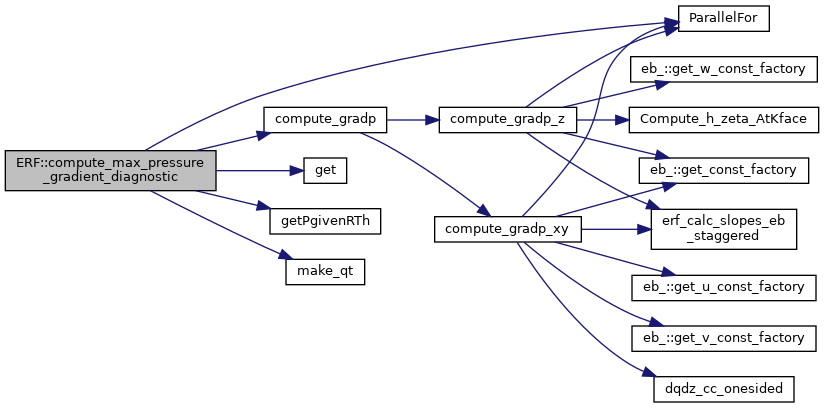 ERF::compute_max_pressure
_gradient_diagnostic
compute_gradp
get
getPgivenRTh
make_qt
compute_gradp_z
compute_gradp_xy
ParallelFor
eb_::get_w_const_factory
Compute_h_zeta_AtKface
eb_::get_const_factory
erf_calc_slopes_eb
_staggered
eb_::get_u_const_factory
eb_::get_v_const_factory
dqdz_cc_onesided